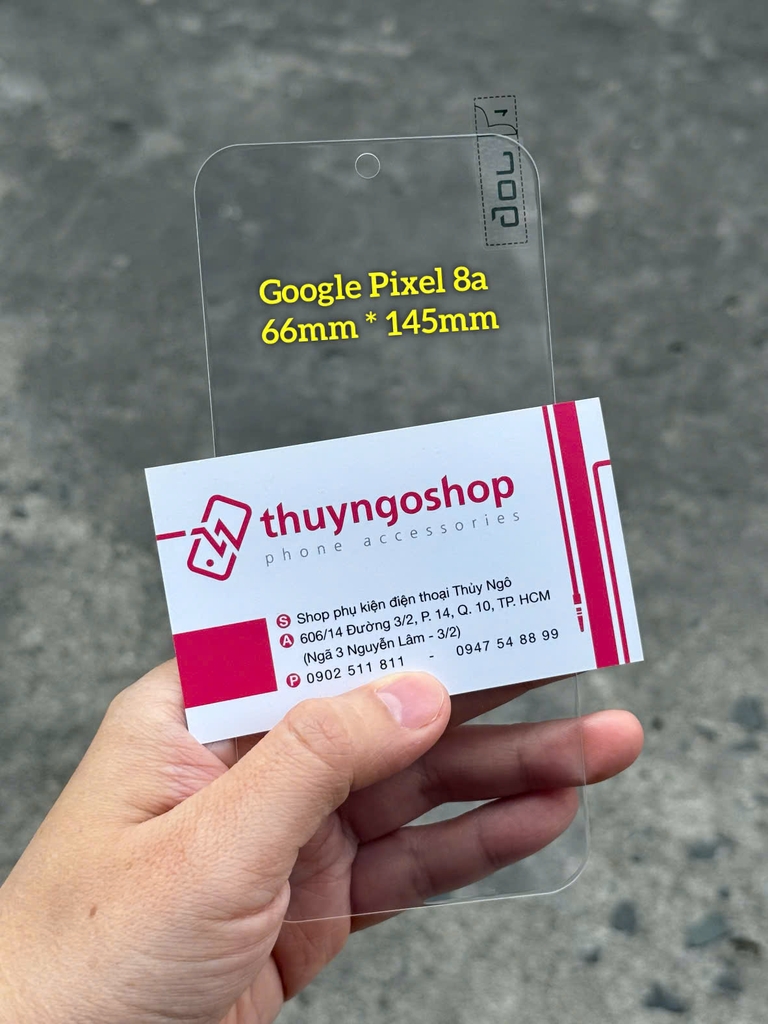 Google Pixel 8a
66mm * 145mm
thuyngoshop
phone accessories
S Shop phụ kiện điện thoại Thủy Ngô
A 606/14 Đường 3/2, P. 14, Q. 10, TP. HCM
(Ngã 3 Nguyễn Lâm - 3/2)
P 0902 511 811 - 0947 54 88 99